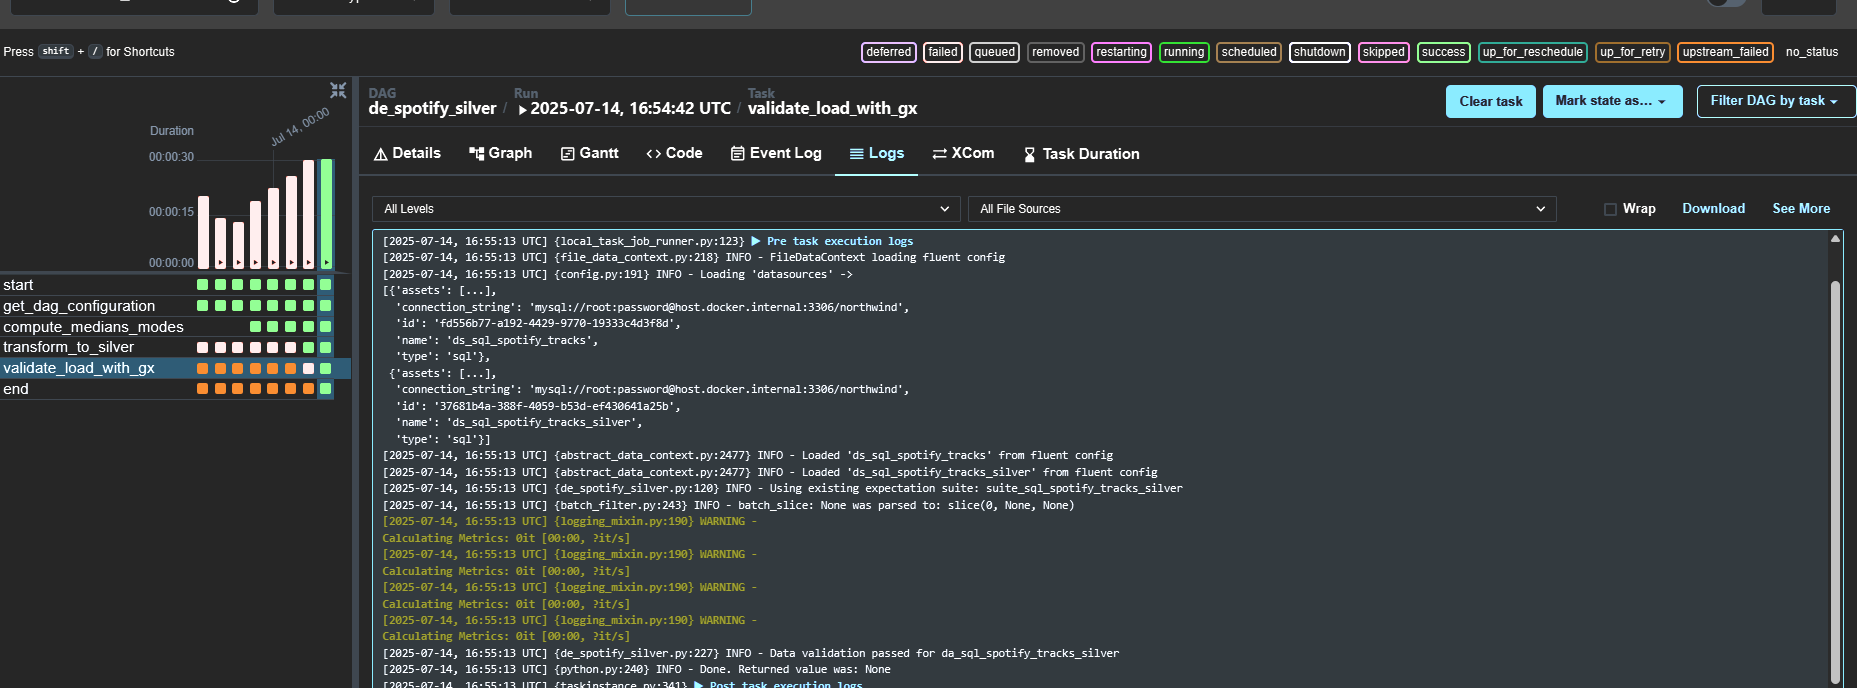 Press shift + / for Shortcuts
deferred failed queued removed restarting running scheduled shutdown skipped success up_for_reschedule up_for_retry upstream_failed no_status
DAG
de_spotify_silver
/
Run
2025-07-14, 16:54:42 UTC
/
Task
validate_load_with_gx
Clear task
Mark state as...
Filter DAG by task
Duration
Jul 14, 00:00
00:00:30
00:00:15
00:00:00
start
get_dag_configuration
compute_medians_modes
transform_to_silver
validate_load_with_gx
end
Details Graph Gantt Code Event Log Logs XCom Task Duration
All Levels
All File Sources
Wrap
Download
See More
[2025-07-14, 16:55:13 UTC] {local_task_job_runner.py:123} ▶ Pre task execution logs
[2025-07-14, 16:55:13 UTC] {file_data_context.py:218} INFO - FileDataContext loading fluent config
[2025-07-14, 16:55:13 UTC] {config.py:191} INFO - Loading 'datasources' ->
[{'assets': [...],
'connection_string': 'mysql://root:password@host.docker.internal:3306/northwind',
'id': 'fd556b77-a192-4429-9770-19333c4d3f8d',
'name': 'ds_sql_spotify_tracks',
'type': 'sql'},
{'assets': [...],
'connection_string': 'mysql://root:password@host.docker.internal:3306/northwind',
'id': '37681b4a-388f-4059-b53d-ef430641a25b',
'name': 'ds_sql_spotify_tracks_silver',
'type': 'sql'}]
[2025-07-14, 16:55:13 UTC] {abstract_data_context.py:2477} INFO - Loaded 'ds_sql_spotify_tracks' from fluent config
[2025-07-14, 16:55:13 UTC] {abstract_data_context.py:2477} INFO - Loaded 'ds_sql_spotify_tracks_silver' from fluent config
[2025-07-14, 16:55:13 UTC] {de_spotify_silver.py:120} INFO - Using existing expectation suite: suite_sql_spotify_tracks_silver
[2025-07-14, 16:55:13 UTC] {batch_filter.py:243} INFO - batch_slice: None was parsed to: slice(0, None, None)
[2025-07-14, 16:55:13 UTC] {logging_mixin.py:190} WARNING -
Calculating Metrics: 0it [00:00, ?it/s]
[2025-07-14, 16:55:13 UTC] {logging_mixin.py:190} WARNING -
Calculating Metrics: 0it [00:00, ?it/s]
[2025-07-14, 16:55:13 UTC] {logging_mixin.py:190} WARNING -
Calculating Metrics: 0it [00:00, ?it/s]
[2025-07-14, 16:55:13 UTC] {logging_mixin.py:190} WARNING -
Calculating Metrics: 0it [00:00, ?it/s]
[2025-07-14, 16:55:13 UTC] {de_spotify_silver.py:227} INFO - Data validation passed for da_sql_spotify_tracks_silver
[2025-07-14, 16:55:13 UTC] {python.py:240} INFO - Done. Returned value was: None
[2025-07-14, 16:55:13 UTC] {taskinstance.py:341} ▶ Post task execution logs